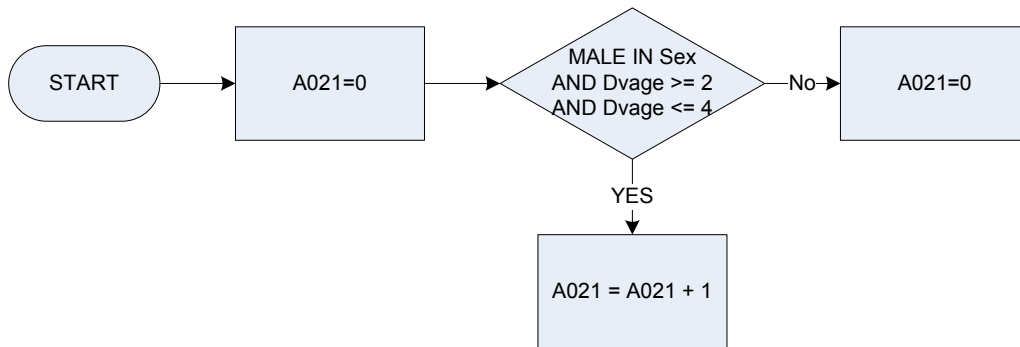 START
A021=0
MALE IN Sex
AND Dvage >= 2
AND Dvage <= 4
No
A021=0
YES
A021 = A021 + 1